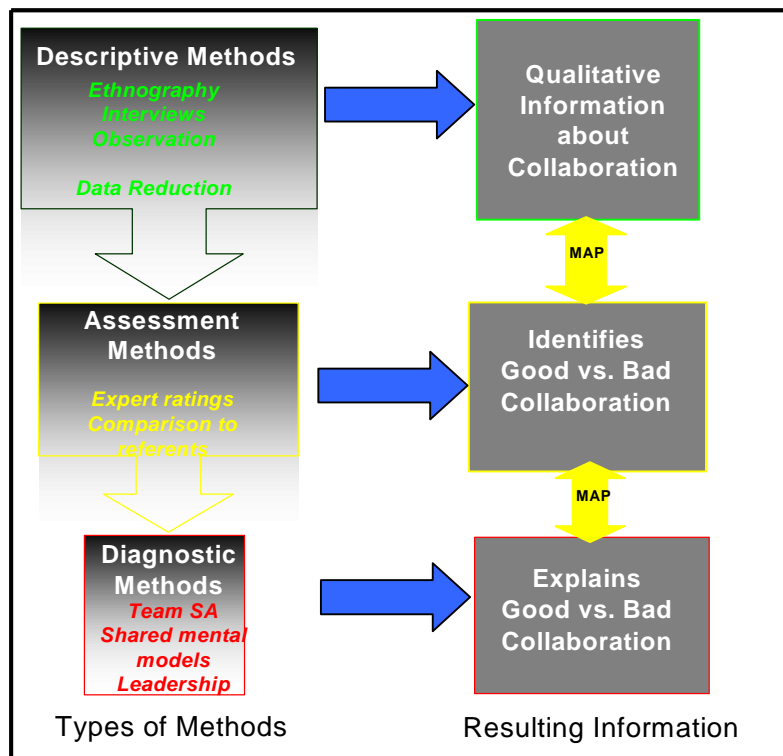 Descriptive Methods
Ethnography
Interviews
Observation
Data Reduction
Qualitative
Information
about
Collaboration
MAP
Assessment
Methods
Expert ratings
Comparison to
referents
Identifies
Good vs. Bad
Collaboration
MAP
Diagnostic
Methods
Team SA
Shared mental
models
Leadership
Explains
Good vs. Bad
Collaboration
Types of Methods
Resulting Information